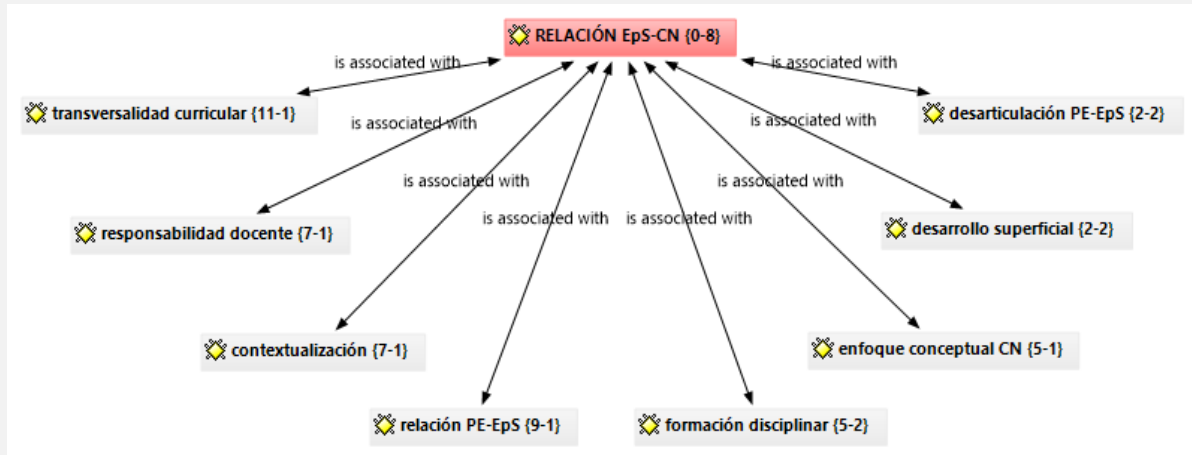 RELACIÓN EpS-CN {0-8}
is associated with
is associated with
transversalidad curricular {11-1}
desarticulación PE-EpS {2-2}
is associated with
is associated with
is associated with
is associated with
is associated with
is associated with
responsabilidad docente {7-1}
desarrollo superficial {2-2}
contextualización {7-1}
enfoque conceptual CN {5-1}
relación PE-EpS {9-1}
formación disciplinar {5-2}